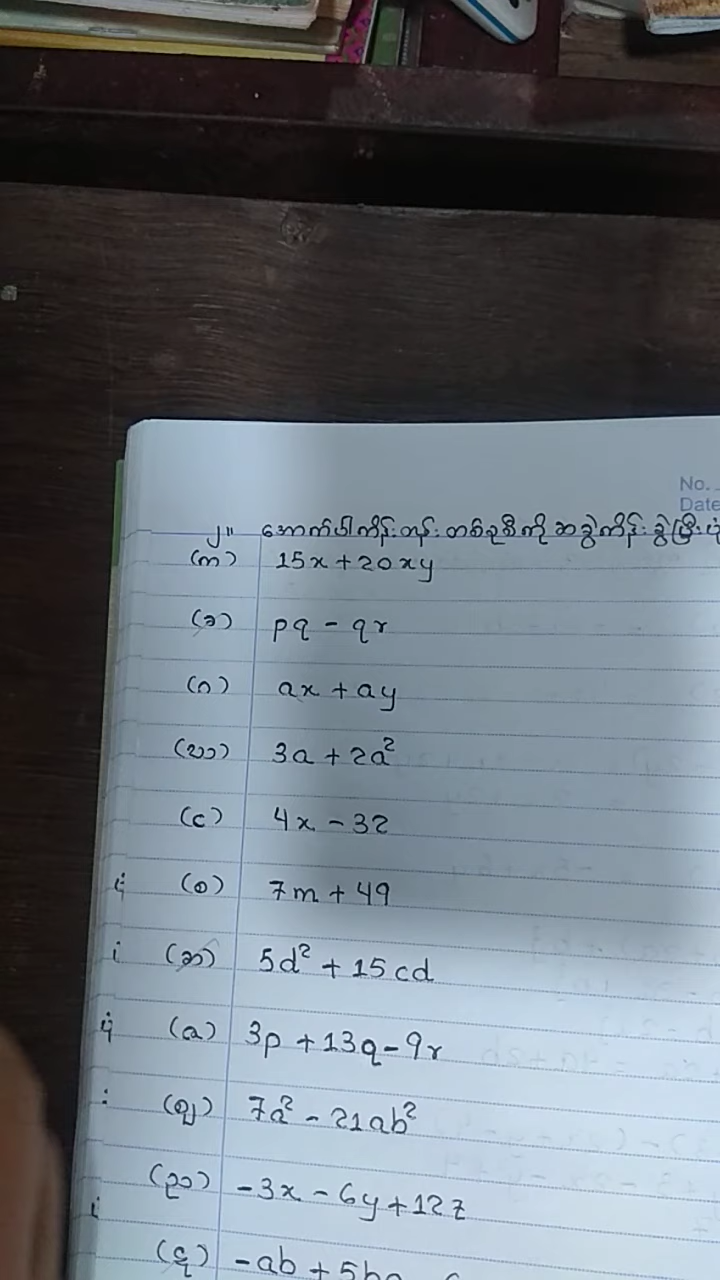 No.
Date
၂။ အောက်ပါကိန်းတန်းတစ်ခုစီကို ဆခွဲကိန်းခွဲပြီး
(က) 15x + 20xy
(ခ) pq - qr
(ဂ) ax + ay
(ဃ) 3a + 2a²
(င) 4x - 32
(စ) 7m + 49
(ဆ) 5d² + 15cd
(ဇ) 3p + 13q - 9r
(ဈ) 7a² - 21ab²
(ည) -3x - 6y + 12z
(ဋ) -ab + 5b